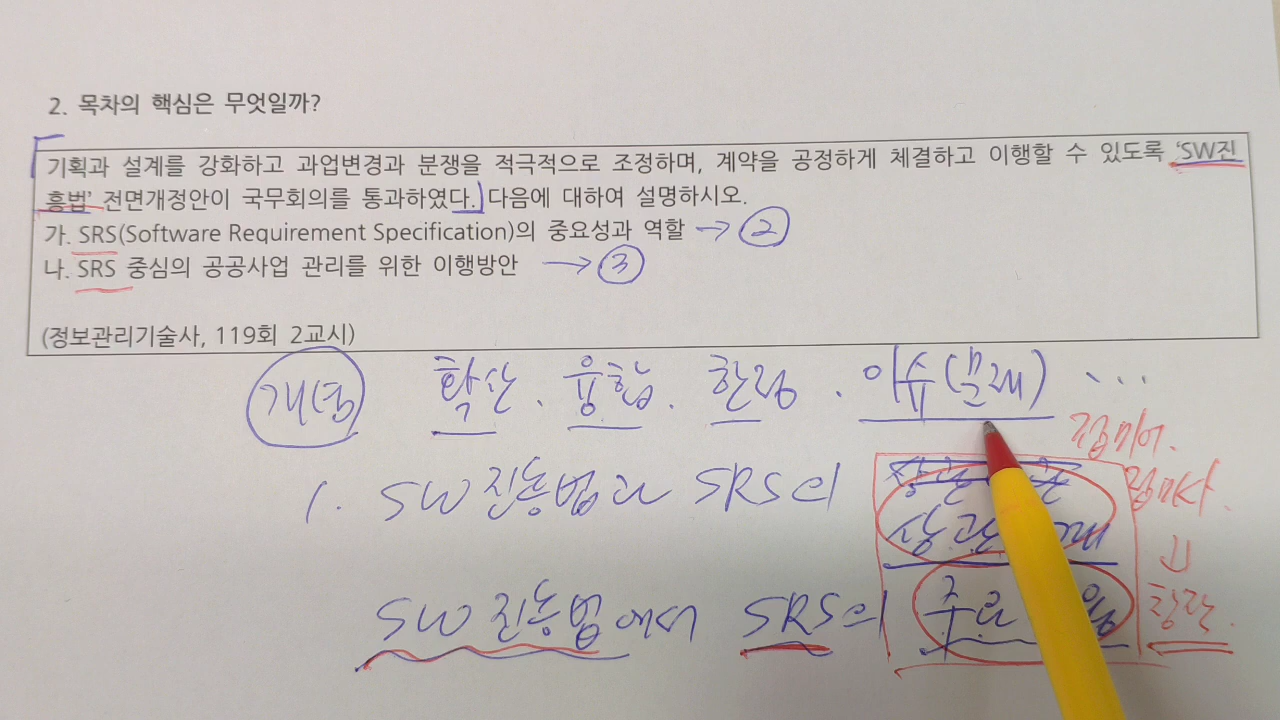 2. 목차의 핵심은 무엇일까?
기획과 설계를 강화하고 과업변경과 분쟁을 적극적으로 조정하며, 계약을 공정하게 체결하고 이행할 수 있도록 'SW진
흥법' 전면개정안이 국무회의를 통과하였다. 다음에 대하여 설명하시오.
가. SRS(Software Requirement Specification)의 중요성과 역할 → ②
나. SRS 중심의 공공사업 관리를 위한 이행방안 → ③
(정보관리기술사, 119회 2교시)
개념 확산. 융합. 한정. 이슈(문제) ...
접미어.
1. SW진흥법과 SRS의
접미사.
상관
SW진흥법에서 SRS의 주요